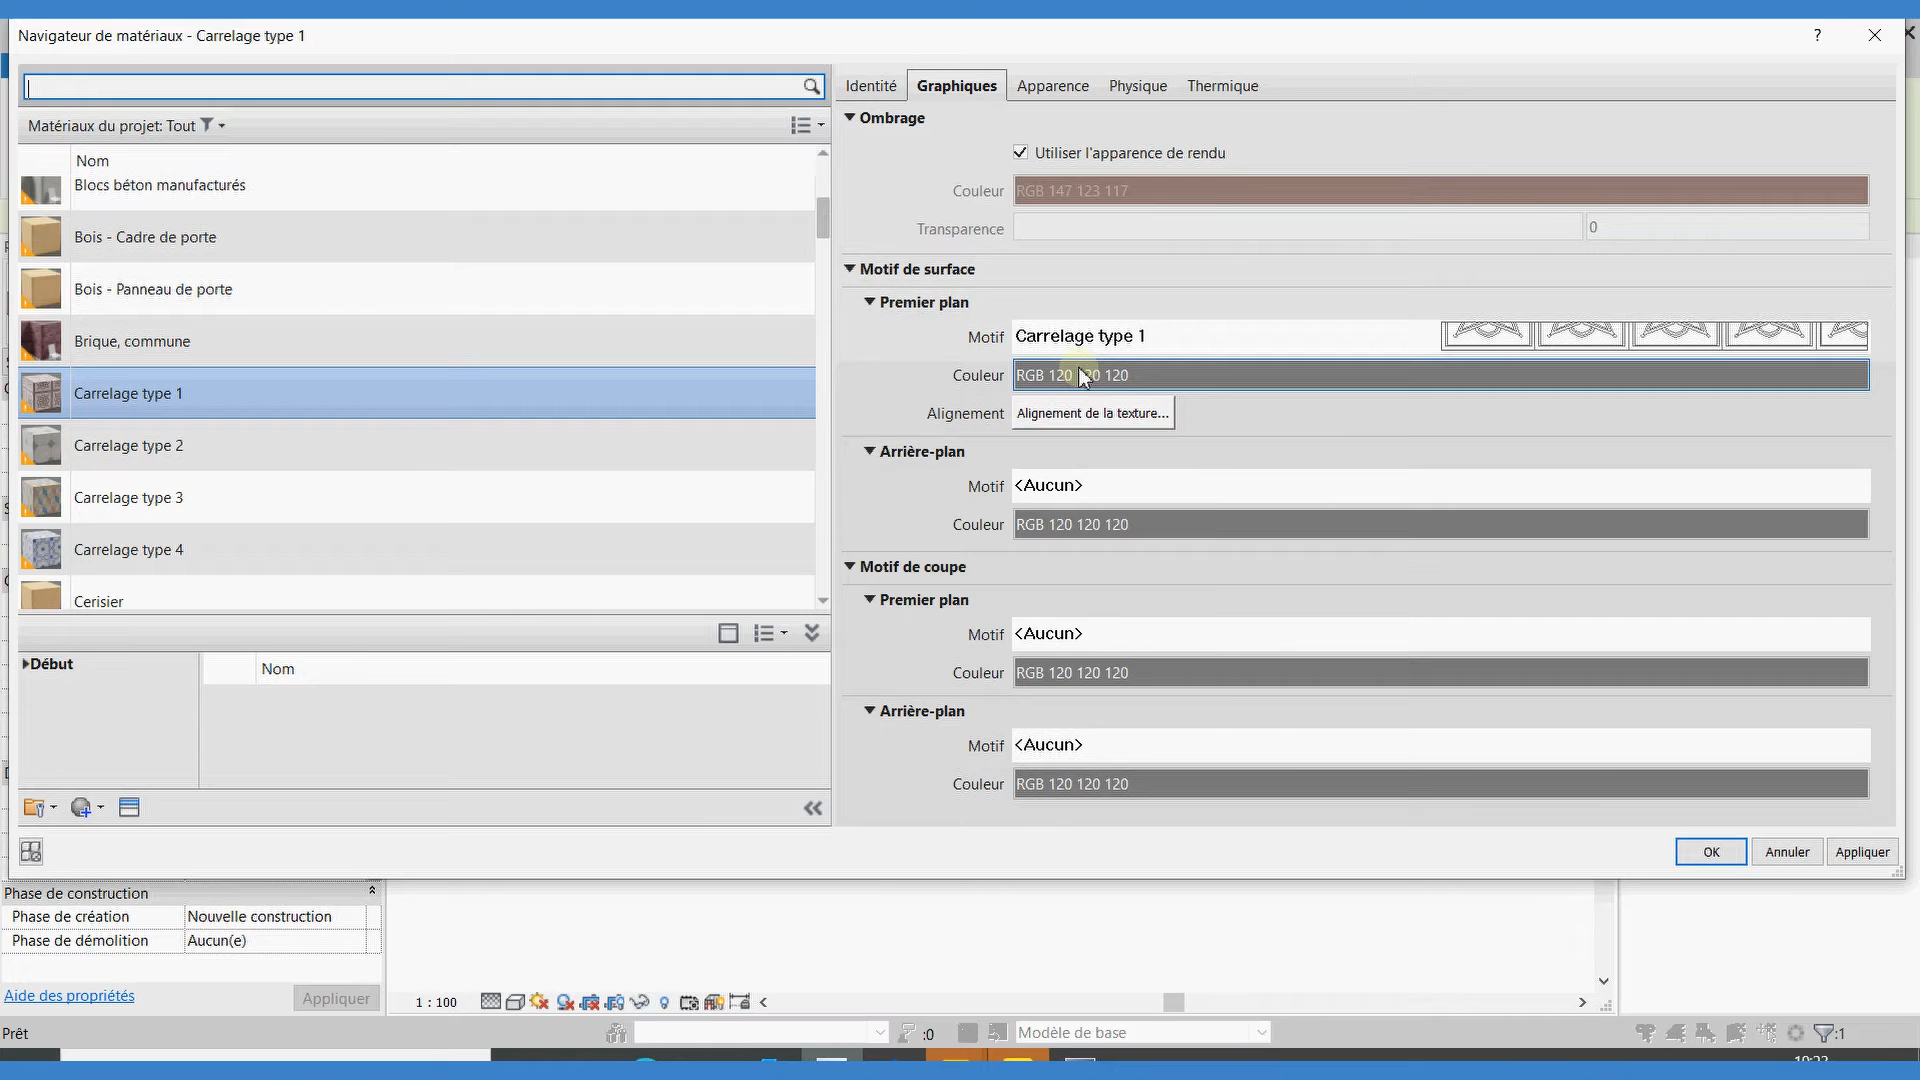 Navigateur de matériaux - Carrelage type 1
?
Matériaux du projet: Tout
Nom
Blocs béton manufacturés
Bois - Cadre de porte
Bois - Panneau de porte
Brique, commune
Carrelage type 1
Carrelage type 2
Carrelage type 3
Carrelage type 4
Cerisier
Début
Nom
Identité
Graphiques
Apparence
Physique
Thermique
Ombrage
Utiliser l'apparence de rendu
Couleur
RGB 147 123 117
Transparence
0
Motif de surface
Premier plan
Motif
Carrelage type 1
Couleur
RGB 120 120 120
Alignement
Alignement de la texture...
Arrière-plan
Motif
<Aucun>
Couleur
RGB 120 120 120
Motif de coupe
Premier plan
Motif
<Aucun>
Couleur
RGB 120 120 120
Arrière-plan
Motif
<Aucun>
Couleur
RGB 120 120 120
OK
Annuler
Appliquer
Phase de construction
Phase de création
Nouvelle construction
Phase de démolition
Aucun(e)
Aide des propriétés
Appliquer
1 : 100
Prêt
:0
Modèle de base
:1